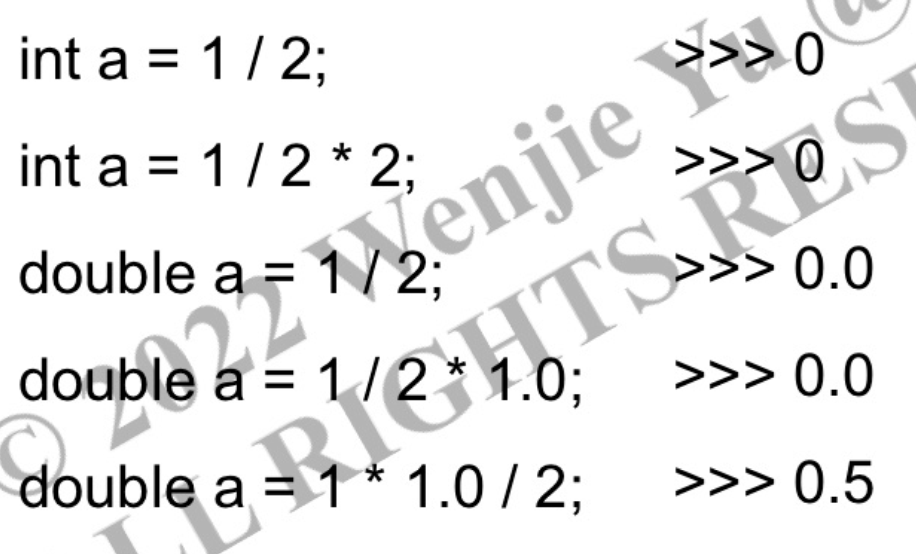 int a = 1 / 2; >>> 0
int a = 1 / 2 * 2; >>> 0
double a = 1 / 2; >>> 0.0
double a = 1 / 2 * 1.0; >>> 0.0
double a = 1 * 1.0 / 2; >>> 0.5
© 2022 Wenjie Yu @
LL RIGHTS RESE